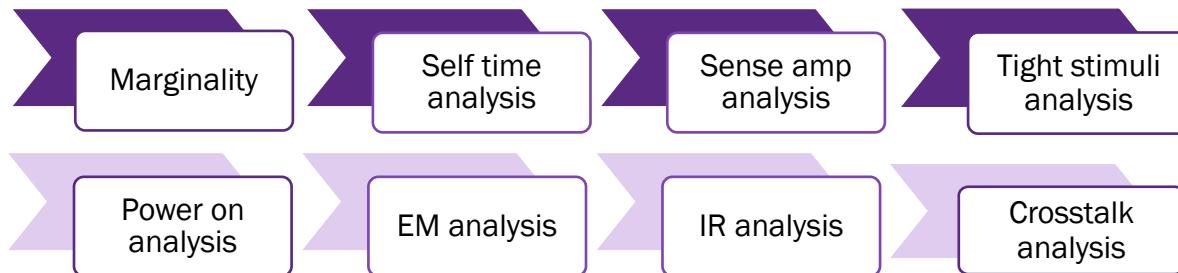 Marginality
Self time
analysis
Sense amp
analysis
Tight stimuli
analysis
Power on
analysis
EM analysis
IR analysis
Crosstalk
analysis